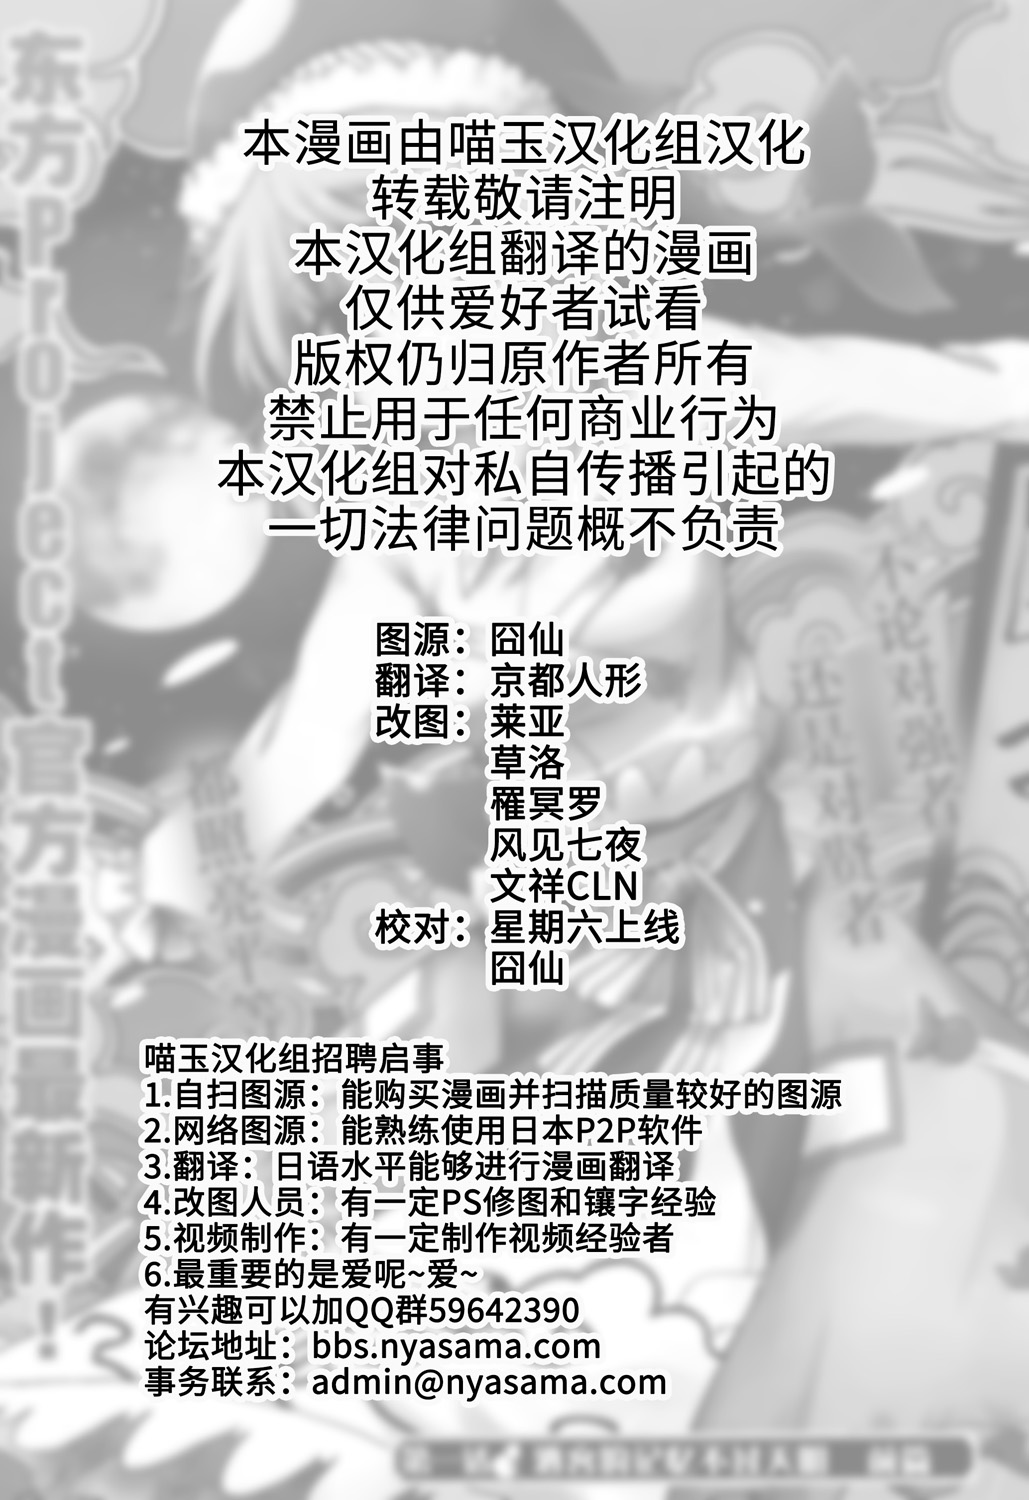 本漫画由喵玉汉化组汉化
转载敬请注明
本汉化组翻译的漫画
仅供爱好者试看
版权仍归原作者所有
禁止用于任何商业行为
本汉化组对私自传播引起的
一切法律问题概不负责
图源：囧仙
翻译：京都人形
改图：莱亚
草洛
罹冥罗
风见七夜
文祥CLN
校对：星期六上线
囧仙
喵玉汉化组招聘启事
1.自扫图源：能购买漫画并扫描质量较好的图源
2.网络图源：能熟练使用日本P2P软件
3.翻译：日语水平能够进行漫画翻译
4.改图人员：有一定PS修图和镶字经验
5.视频制作：有一定制作视频经验者
6.最重要的是爱呢~爱~
有兴趣可以加QQ群59642390
论坛地址：bbs.nyasama.com
事务联系：admin@nyasama.com
东方Project官方漫画最新作！